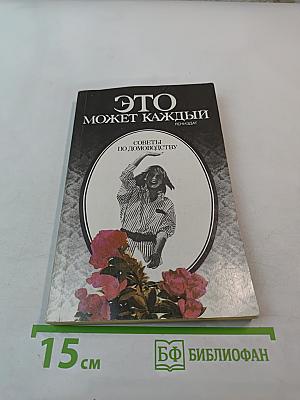 ЭТО
МОЖЕТ КАЖДЫЙ
СОВЕТЫ
ПО ДОМОВОДСТВУ
15 см
БФ БИБЛИОФАН